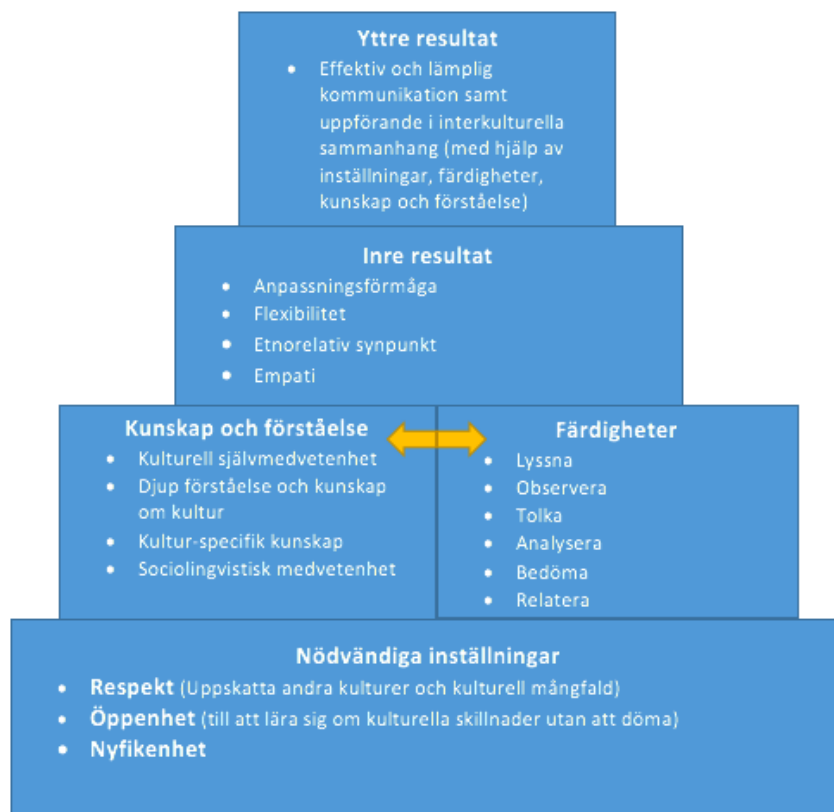 Yttre resultat
• Effektiv och lämplig
kommunikation samt
uppförande i interkulturella
sammanhang (med hjälp av
inställningar, färdigheter,
kunskap och förståelse)
Inre resultat
• Anpassningsförmåga
• Flexibilitet
• Etnorelativ synpunkt
• Empati
Kunskap och förståelse
• Kulturell självmedvetenhet
• Djup förståelse och kunskap
om kultur
• Kultur-specifik kunskap
• Sociolingvistisk medvetenhet
Färdigheter
• Lyssna
• Observera
• Tolka
• Analysera
• Bedöma
• Relatera
Nödvändiga inställningar
• Respekt (Uppskatta andra kulturer och kulturell mångfald)
• Öppenhet (till att lära sig om kulturella skillnader utan att döma)
• Nyfikenhet